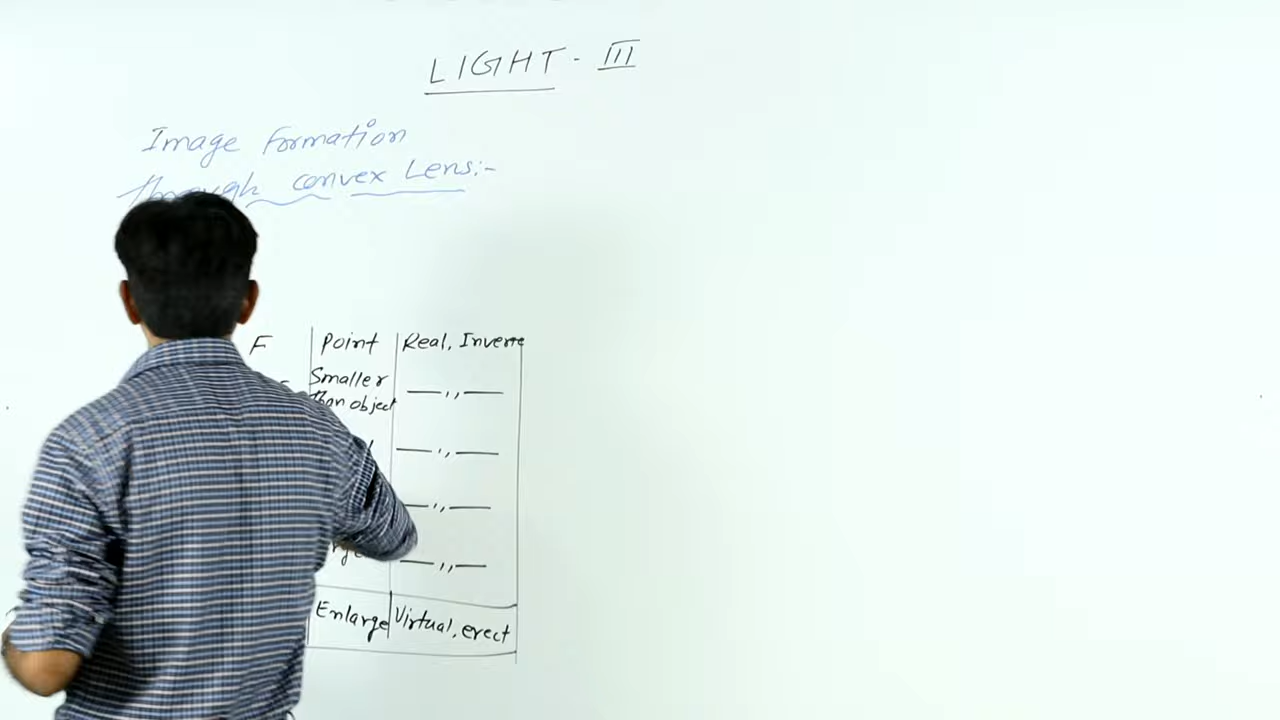 LIGHT - III
Image Formation
through convex Lens:-
F Point Real, Inverte
Smaller
than object — ,, —
— ,, —
— ,, —
— ,, —
Enlarge Virtual, erect